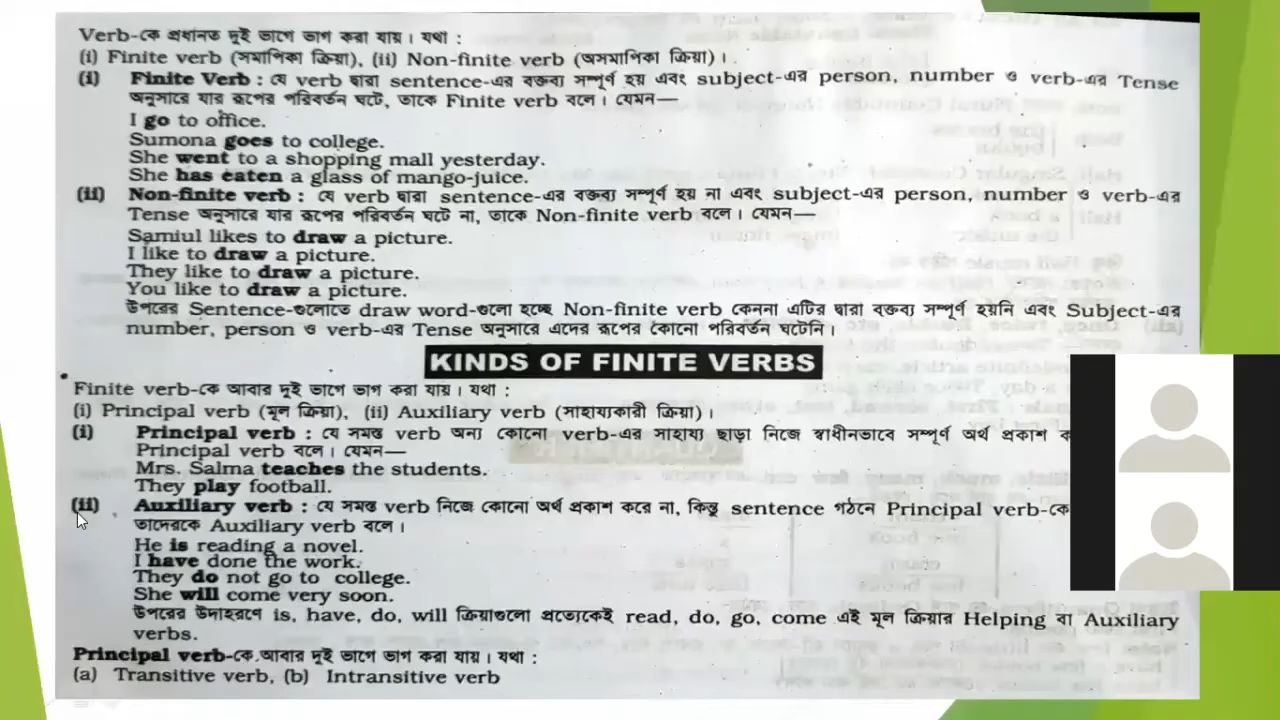 Verb-কে প্রধানত দুই ভাগে ভাগ করা যায়। যথা :
(i) Finite verb (সমাপিকা ক্রিয়া), (ii) Non-finite verb (অসমাপিকা ক্রিয়া)।
(i) Finite Verb : যে verb দ্বারা sentence-এর বক্তব্য সম্পূর্ণ হয় এবং subject-এর person, number ও verb-এর Tense
অনুসারে যার রূপের পরিবর্তন ঘটে, তাকে Finite verb বলে। যেমন—
I go to office.
Sumona goes to college.
She went to a shopping mall yesterday.
She has eaten a glass of mango-juice.
(ii) Non-finite verb : যে verb দ্বারা sentence-এর বক্তব্য সম্পূর্ণ হয় না এবং subject-এর person, number ও verb-এর
Tense অনুসারে যার রূপের পরিবর্তন ঘটে না, তাকে Non-finite verb বলে। যেমন—
Samiul likes to draw a picture.
I like to draw a picture.
They like to draw a picture.
You like to draw a picture.
উপরের Sentence-গুলোতে draw word-গুলো হচ্ছে Non-finite verb কেননা এটির দ্বারা বক্তব্য সম্পূর্ণ হয়নি এবং Subject-এর
number, person ও verb-এর Tense অনুসারে এদের রূপের কোনো পরিবর্তন ঘটেনি।
KINDS OF FINITE VERBS
Finite verb-কে আবার দুই ভাগে ভাগ করা যায়। যথা :
(i) Principal verb (মূল ক্রিয়া), (ii) Auxiliary verb (সাহায্যকারী ক্রিয়া)।
(i) Principal verb : যে সমস্ত verb অন্য কোনো verb-এর সাহায্য ছাড়া নিজে স্বাধীনভাবে সম্পূর্ণ অর্থ প্রকাশ ক
Principal verb বলে। যেমন—
Mrs. Salma teaches the students.
They play football.
(ii) Auxiliary verb : যে সমস্ত verb নিজে কোনো অর্থ প্রকাশ করে না, কিন্তু sentence গঠনে Principal verb-কে
তাদেরকে Auxiliary verb বলে।
He is reading a novel.
I have done the work.
They do not go to college.
She will come very soon.
উপরের উদাহরণে is, have, do, will ক্রিয়াগুলো প্রত্যেকেই read, do, go, come এই মূল ক্রিয়ার Helping বা Auxiliary
verbs.
Principal verb-কে আবার দুই ভাগে ভাগ করা যায়। যথা :
(a) Transitive verb, (b) Intransitive verb